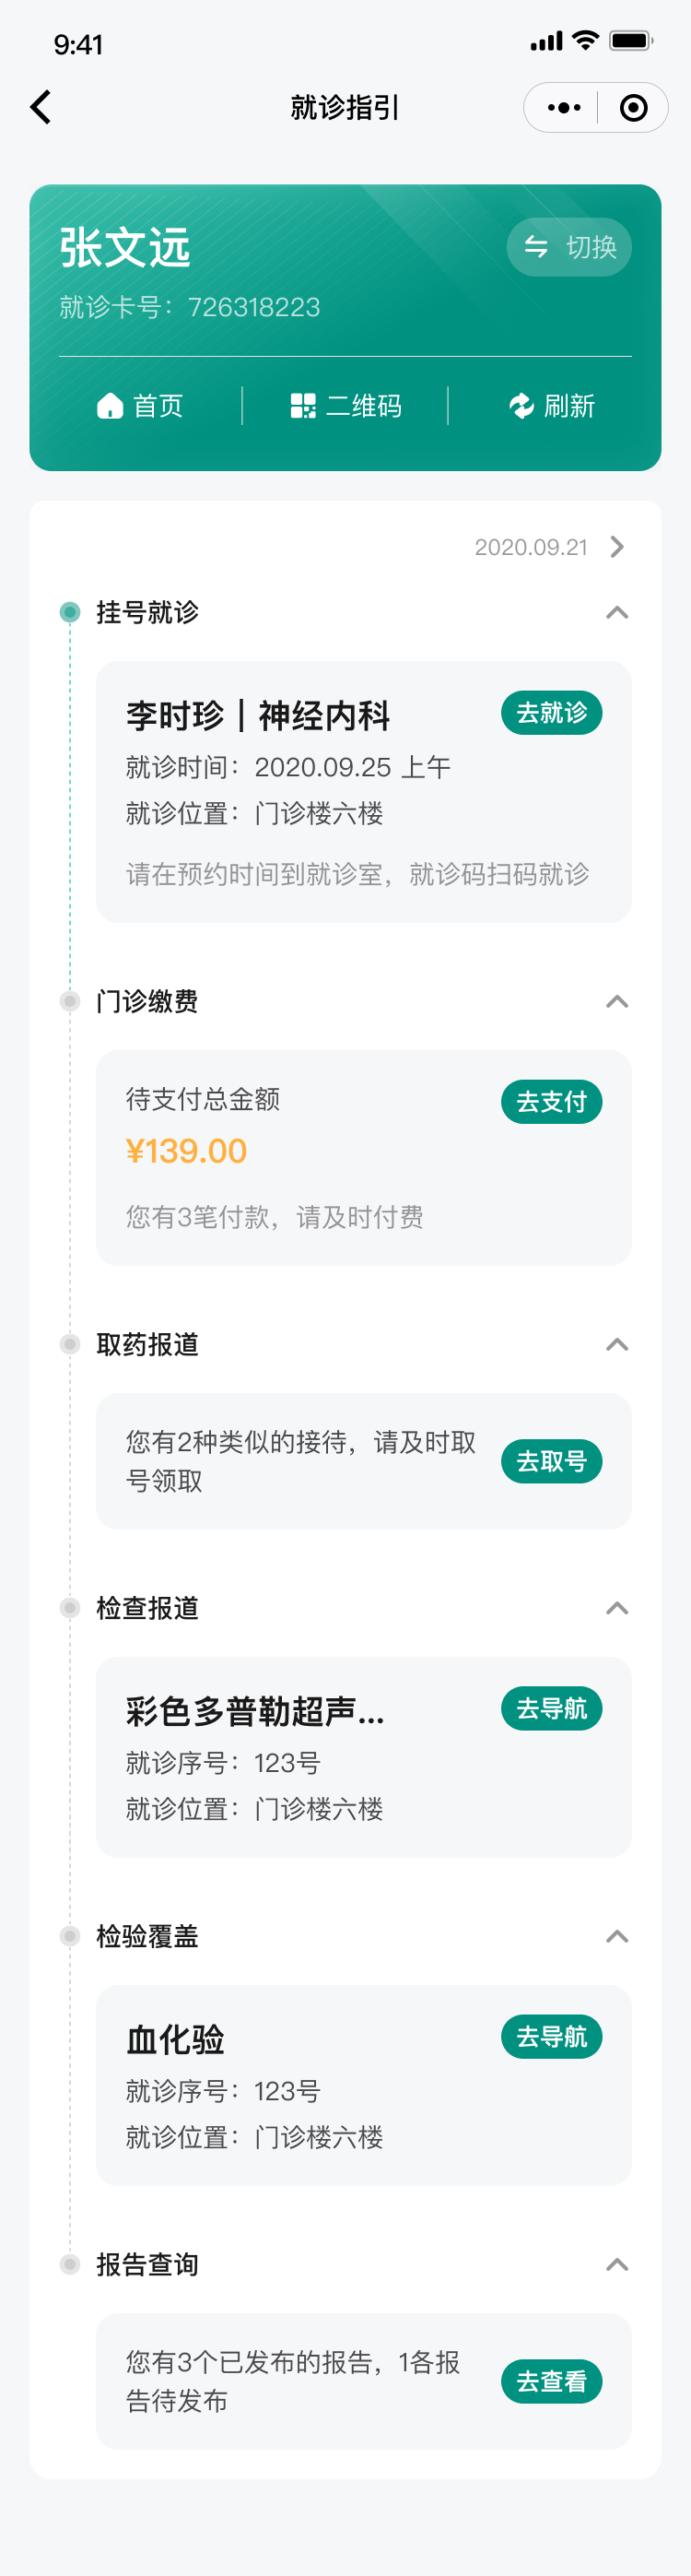 9:41
就诊指引
张文远
切换
就诊卡号：726318223
首页
二维码
刷新
2020.09.21
挂号就诊
李时珍 | 神经内科
去就诊
就诊时间：2020.09.25 上午
就诊位置：门诊楼六楼
请在预约时间到就诊室，就诊码扫码就诊
门诊缴费
待支付总金额
去支付
¥139.00
您有3笔付款，请及时付费
取药报道
您有2种类似的接待，请及时取
号领取
去取号
检查报道
彩色多普勒超声...
去导航
就诊序号：123号
就诊位置：门诊楼六楼
检验覆盖
血化验
去导航
就诊序号：123号
就诊位置：门诊楼六楼
报告查询
您有3个已发布的报告，1各报
告待发布
去查看